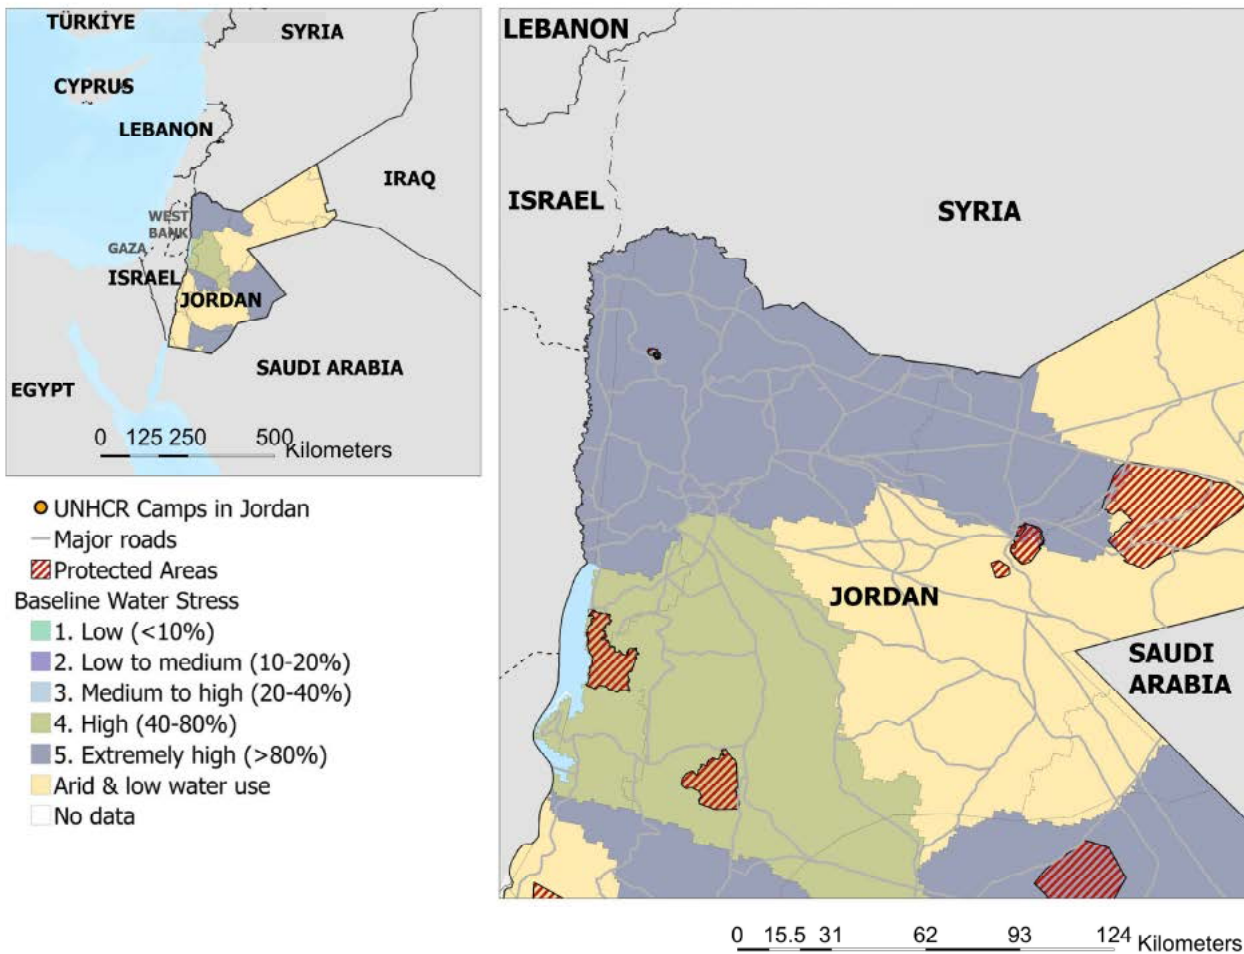 TÜRKİYE
SYRIA
CYPRUS
LEBANON
IRAQ
WEST
BANK
GAZA
ISRAEL
JORDAN
SAUDI ARABIA
EGYPT
0 125 250 500
Kilometers
LEBANON
ISRAEL
SYRIA
JORDAN
SAUDI
ARABIA
UNHCR Camps in Jordan
Major roads
Protected Areas
Baseline Water Stress
1. Low (<10%)
2. Low to medium (10-20%)
3. Medium to high (20-40%)
4. High (40-80%)
5. Extremely high (>80%)
Arid & low water use
No data
0 15.5 31 62 93 124 Kilometers